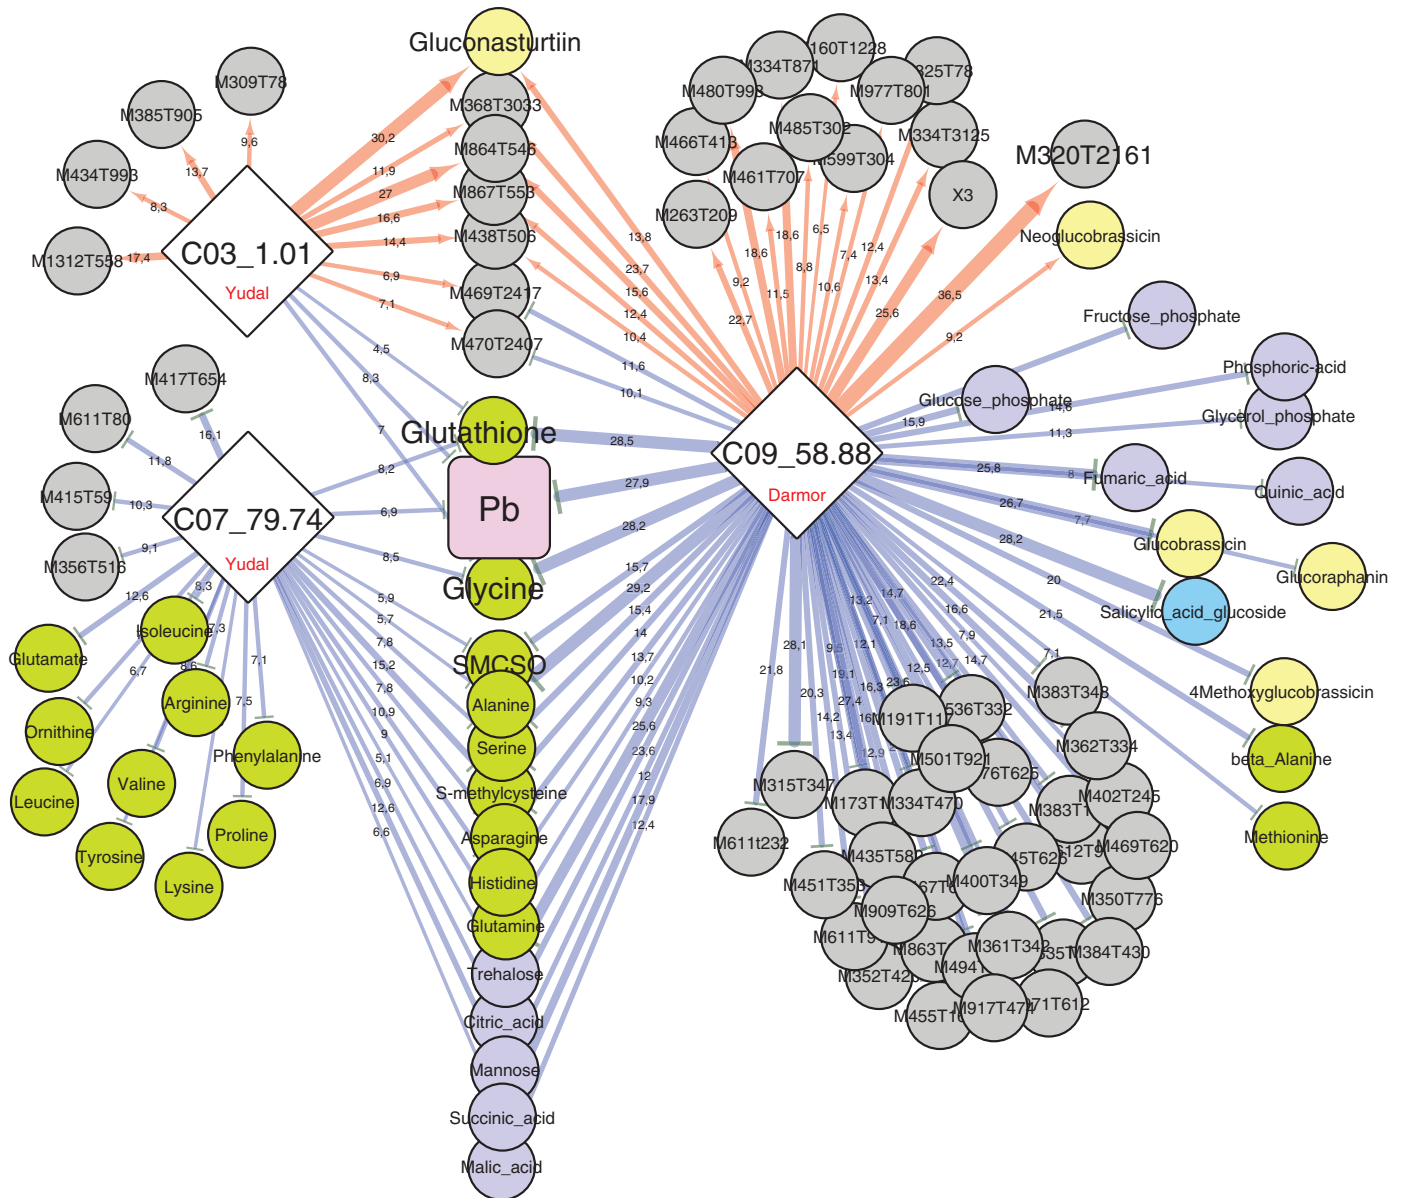 Gluconasturtiin
M309T78
M385T905
M434T993
M1312T558
M368T3033
M864T546
M867T553
M438T506
M469T2417
M470T2407
C03_1.01
Yudal
9,6
13,7
8,3
17,4
30,2
11,9
27
16,6
14,4
6,9
7,1
4,5
8,3
7
M480T993
M334T871
160T1228
M977T801
325T78
M466T413
M485T302
M599T304
M334T3125
M461T707
M263T209
X3
M320T2161
Neoglucobrassicin
13,8
23,7
15,6
12,4
10,4
11,6
10,1
22,7
9,2
18,6
11,5
18,6
8,8
6,5
10,6
7,4
12,4
13,4
25,6
36,5
9,2
M417T654
M611T80
M415T59
M356T516
C07_79.74
Yudal
16,1
11,8
10,3
9,1
12,6
8,3
7,3
6,7
8,6
7,5
7,1
8,2
6,9
8,5
5,9
5,7
7,8
15,2
7,8
10,9
9
5,1
6,9
12,6
6,6
Glutathione
Pb
Glycine
SMCSO
Alanine
Serine
S-methylcysteine
Asparagine
Histidine
Glutamine
Trehalose
Citric_acid
Mannose
Succinic_acid
Malic_acid
Isoleucine
Glutamate
Arginine
Ornithine
Phenylalanine
Valine
Leucine
Proline
Tyrosine
Lysine
C09_58.88
Darmor
28,5
27,9
28,2
15,7
29,2
15,4
14
13,7
10,2
9,3
25,6
23,6
12
17,9
12,4
Fructose_phosphate
Phosphoric-acid
Glucose_phosphate
Glycerol_phosphate
15,9
14,6
11,3
Fumaric_acid
Quinic_acid
25,8
8
26,7
7,7
28,2
Glucobrassicin
Glucoraphanin
Salicylic_acid_glucoside
4Methoxyglucobrassicin
beta_Alanine
Methionine
20
21,5
22,4
16,6
7,9
14,7
7,1
13,2
14,7
7,1
18,6
13,5
12,1
12,5
12,7
19,1
16,3
23,6
27,4
28,1
21,8
20,3
14,2
13,4
12,9
M383T348
M191T117
536T332
M362T334
M501T921
76T625
M315T347
M173T1
M334T470
M383T1
M402T245
M611t232
M435T582
45T626
612T9
M469T620
M451T353
67T6
M400T349
M350T776
M909T626
M611T9
M863T
M361T342
35T
M384T430
M352T42
M494T
M455T10
M917T474
71T612